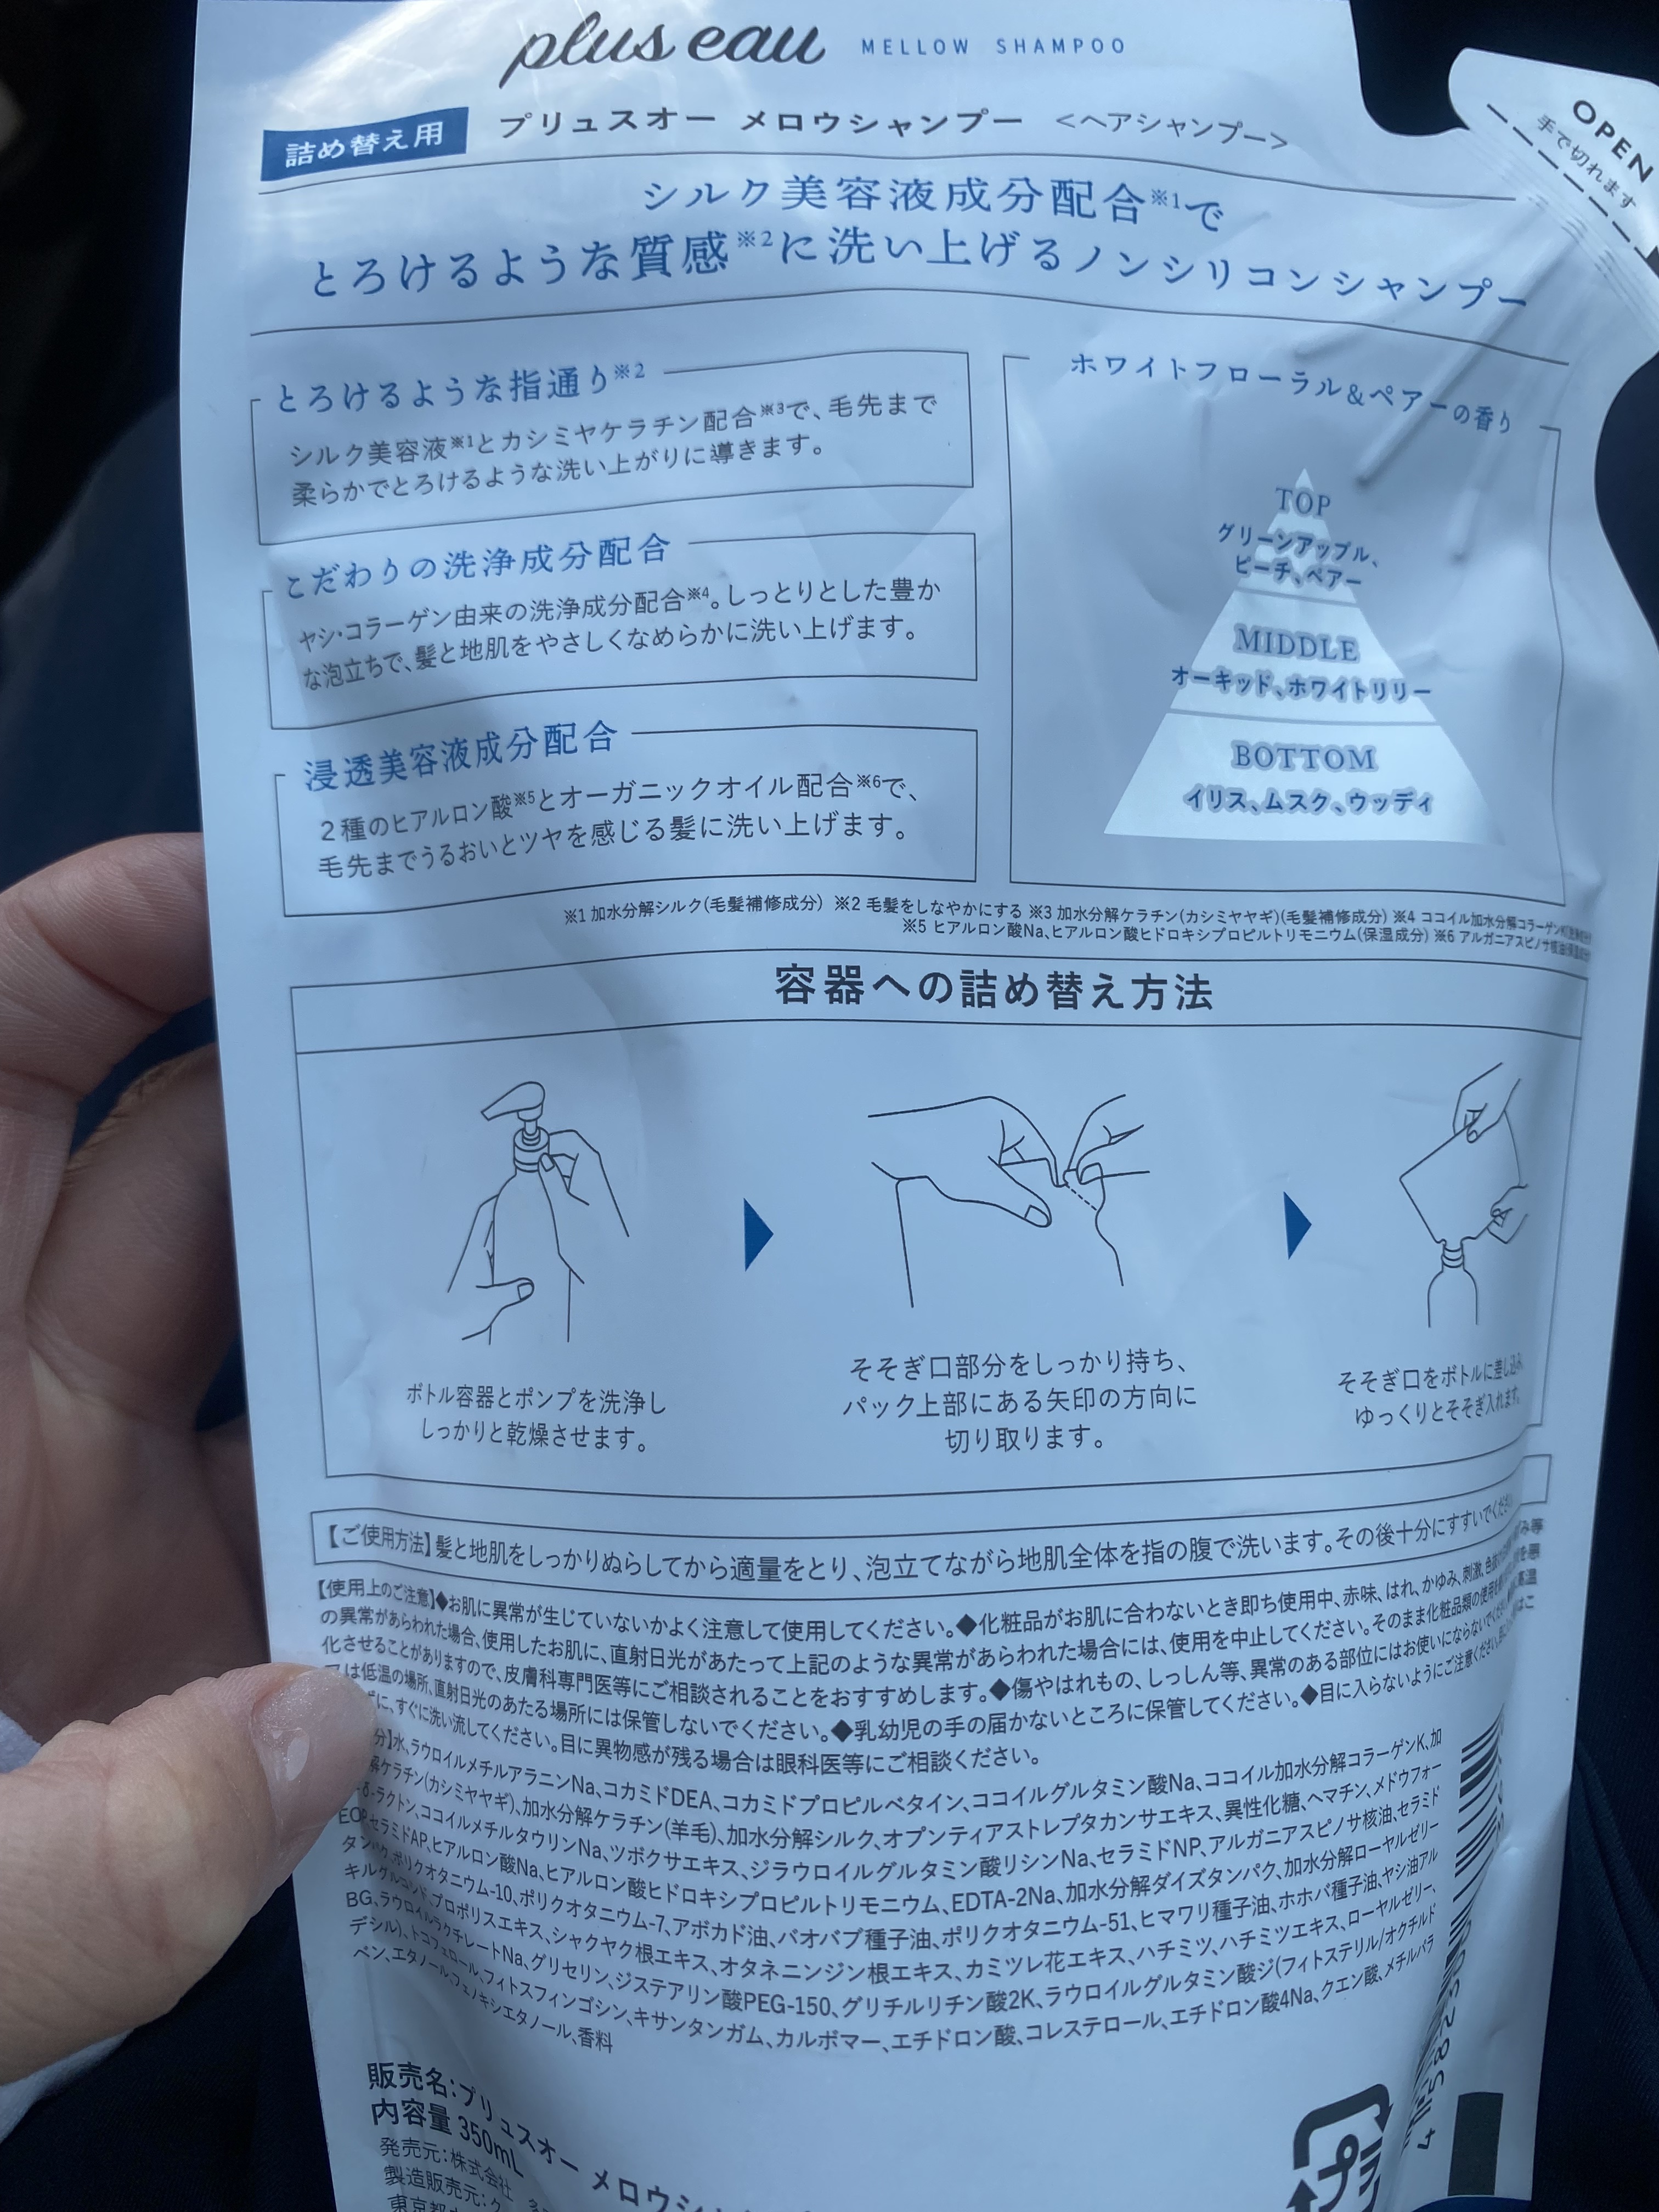 plus eau MELLOW SHAMPOO
OPEN
手で切れます
詰め替え用 プリュスオー メロウシャンプー <ヘアシャンプー>
シルク美容液成分配合※1で
とろけるような質感※2に洗い上げるノンシリコンシャンプー
とろけるような指通り※2
シルク美容液※1とカシミヤケラチン配合※3で、毛先まで
柔らかでとろけるような洗い上がりに導きます。
こだわりの洗浄成分配合
ヤシ・コラーゲン由来の洗浄成分配合※4。しっとりとした豊か
な泡立ちで、髪と地肌をやさしくなめらかに洗い上げます。
浸透美容液成分配合
2種のヒアルロン酸※5とオーガニックオイル配合※6で、
毛先までうるおいとツヤを感じる髪に洗い上げます。
ホワイトフローラル&ペアーの香り
TOP
グリーンアップル、
ピーチ、ペアー
MIDDLE
オーキッド、ホワイトリリー
BOTTOM
イリス、ムスク、ウッディ
※1 加水分解シルク(毛髪補修成分) ※2 毛髪をしなやかにする ※3 加水分解ケラチン(カシミヤヤギ)(毛髪補修成分) ※4 ココイル加水分解コラーゲン
※5 ヒアルロン酸Na、ヒアルロン酸ヒドロキシプロピルトリモニウム(保湿成分) ※6 アルガニアスピノサ核油(保湿成分)
容器への詰め替え方法
ボトル容器とポンプを洗浄し
しっかりと乾燥させます。
そそぎ口部分をしっかり持ち、
パック上部にある矢印の方向に
切り取ります。
そそぎ口をボトルに差し込み
ゆっくりとそそぎ入れます。
【ご使用方法】髪と地肌をしっかりぬらしてから適量をとり、泡立てながら地肌全体を指の腹で洗います。その後十分にすすいでください
【使用上のご注意】◆お肌に異常が生じていないかよく注意して使用してください。◆化粧品がお肌に合わないとき即ち使用中、赤味、はれ、かゆみ、刺激、
の異常があらわれた場合、使用したお肌に、直射日光があたって上記のような異常があらわれた場合には、使用を中止してください。そのまま化粧品類の使用を
化させることがありますので、皮膚科専門医等にご相談されることをおすすめします。◆傷やはれもの、しっしん等、異常のある部位にはお使いにならないでください。
は低温の場所、直射日光のあたる場所には保管しないでください。◆乳幼児の手の届かないところに保管してください。◆目に入らないようにご注意ください。
ずに、すぐに洗い流してください。目に異物感が残る場合は眼科医等にご相談ください。
分】水、ラウロイルメチルアラニンNa、コカミドDEA、コカミドプロピルベタイン、ココイルグルタミン酸Na、ココイル加水分解コラーゲンK、加
解ケラチン(カシミヤヤギ)、加水分解ケラチン(羊毛)、加水分解シルク、オプンティアストレプタカンサエキス、異性化糖、ヘマチン、メドウフォー
-δ-ラクトン、ココイルメチルタウリンNa、ツボクサエキス、ジラウロイルグルタミン酸リシンNa、セラミドNP、アルガニアスピノサ核油、セラミド
EOP、セラミドAP、ヒアルロン酸Na、ヒアルロン酸ヒドロキシプロピルトリモニウム、EDTA-2Na、加水分解ダイズタンパク、加水分解ローヤルゼリー
タンパク、ポリクオタニウム-10、ポリクオタニウム-7、アボカド油、バオバブ種子油、ポリクオタニウム-51、ヒマワリ種子油、ホホバ種子油、ヤシ油アル
キルグルコシド、プロポリスエキス、シャクヤク根エキス、オタネニンジン根エキス、カミツレ花エキス、ハチミツ、ハチミツエキス、ローヤルゼリー、
BG、ラウロイルラクチレートNa、グリセリン、ジステアリン酸PEG-150、グリチルリチン酸2K、ラウロイルグルタミン酸ジ(フィトステリル/オクチルド
デシル)、トコフェロール、フィトスフィンゴシン、キサンタンガム、カルボマー、エチドロン酸、コレステロール、エチドロン酸4Na、クエン酸、メチルパラ
ベン、エタノール、フェノキシエタノール、香料
販売名:プリュスオー メロウシ
内容量 350mL
発売元:株式会社
製造販売元:ク
東京都
プラ